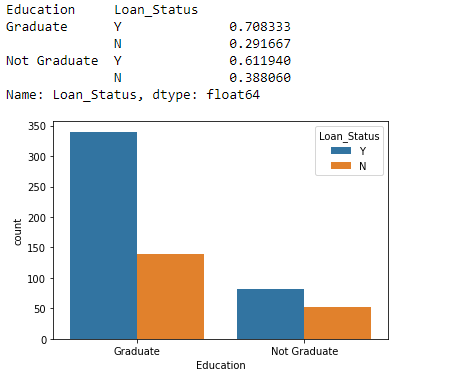 Education Loan_Status
Graduate Y 0.708333
N 0.291667
Not Graduate Y 0.611940
N 0.388060
Name: Loan_Status, dtype: float64
350
300
250
200
150
100
50
0
count
Loan_Status
Y
N
Graduate Not Graduate
Education